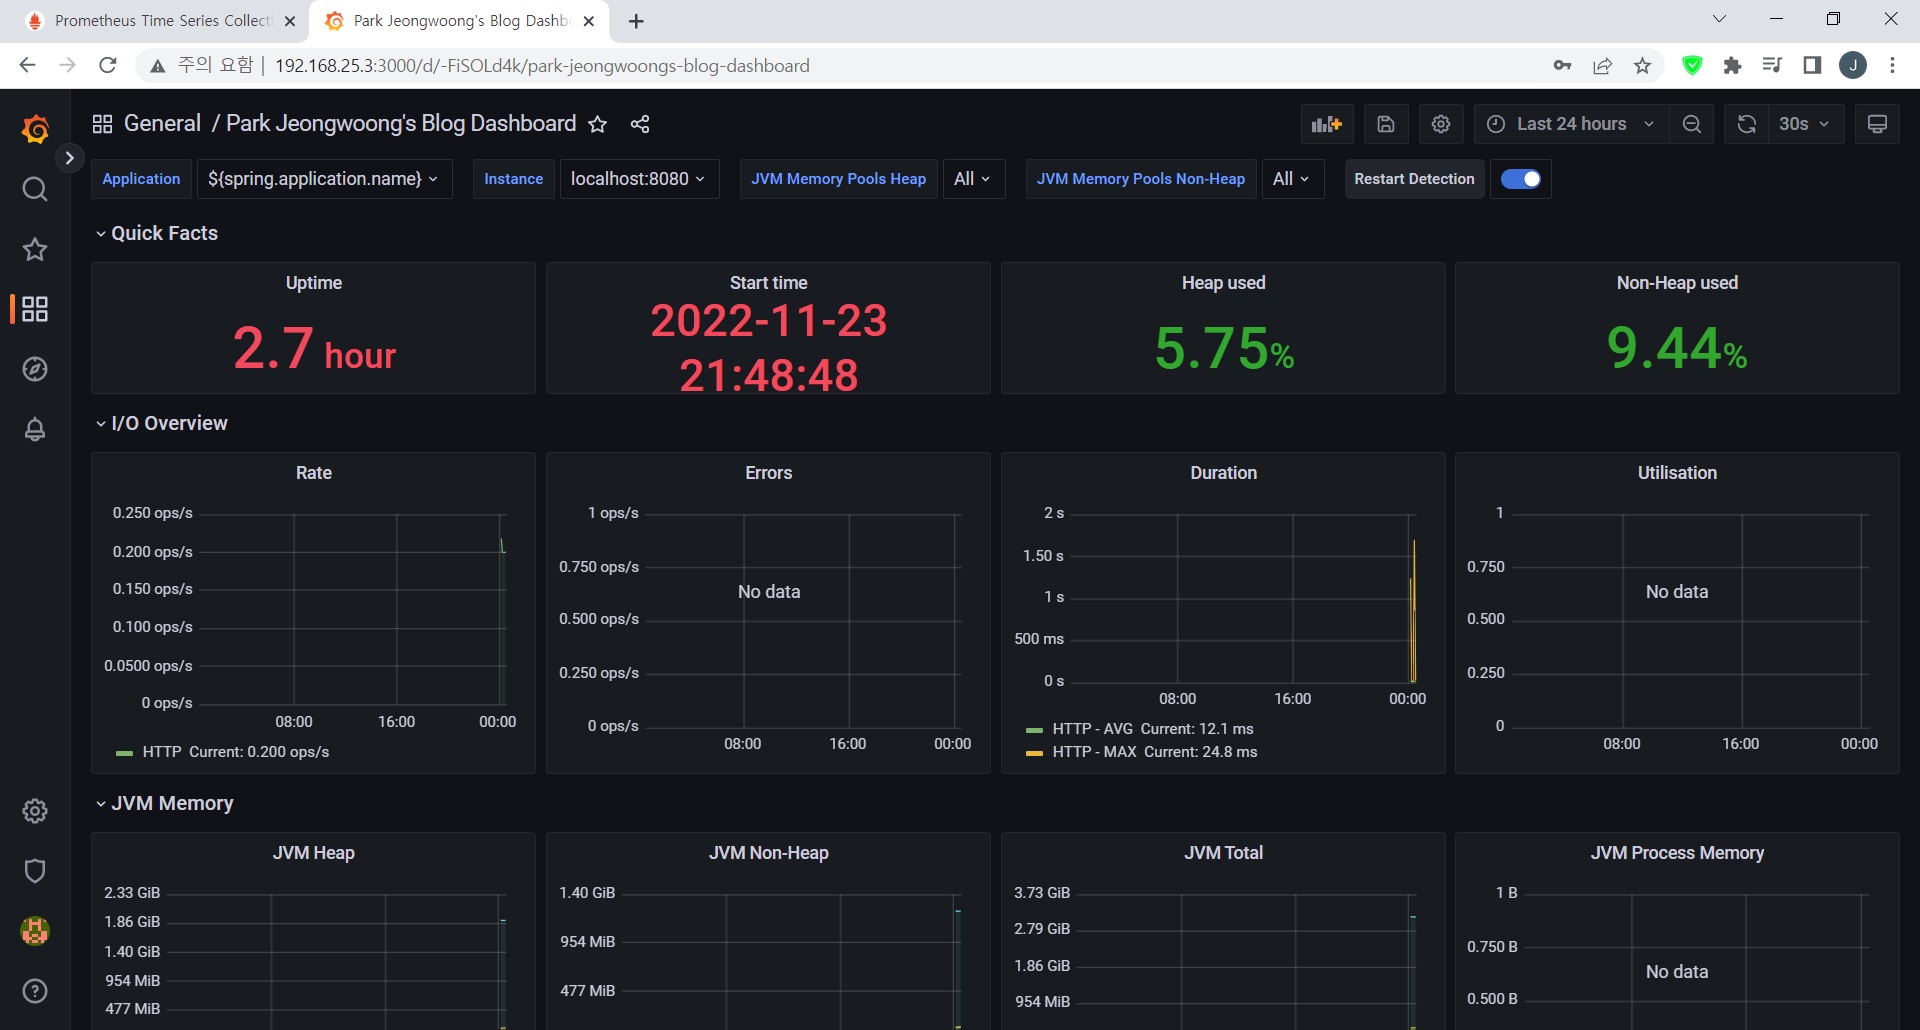 Prometheus Time Series Collecti
Park Jeongwoong's Blog Dashb
주의 요함 | 192.168.25.3:3000/d/-FiSOLd4k/park-jeongwoongs-blog-dashboard
J
General / Park Jeongwoong's Blog Dashboard
Last 24 hours
30s
Application ${spring.application.name}
Instance localhost:8080
JVM Memory Pools Heap All
JVM Memory Pools Non-Heap All
Restart Detection
Quick Facts
Uptime
2.7 hour
Start time
2022-11-23
21:48:48
Heap used
5.75%
Non-Heap used
9.44%
I/O Overview
Rate
0.250 ops/s
0.200 ops/s
0.150 ops/s
0.100 ops/s
0.0500 ops/s
0 ops/s
08:00 16:00 00:00
HTTP Current: 0.200 ops/s
Errors
1 ops/s
0.750 ops/s
No data
0.500 ops/s
0.250 ops/s
0 ops/s
08:00 16:00 00:00
Duration
2 s
1.50 s
1 s
500 ms
0 s
08:00 16:00 00:00
HTTP - AVG Current: 12.1 ms
HTTP - MAX Current: 24.8 ms
Utilisation
1
0.750
No data
0.500
0.250
0
08:00 16:00 00:00
JVM Memory
JVM Heap
2.33 GiB
1.86 GiB
1.40 GiB
954 MiB
477 MiB
JVM Non-Heap
1.40 GiB
954 MiB
477 MiB
JVM Total
3.73 GiB
2.79 GiB
1.86 GiB
954 MiB
JVM Process Memory
1 B
0.750 B
No data
0.500 B